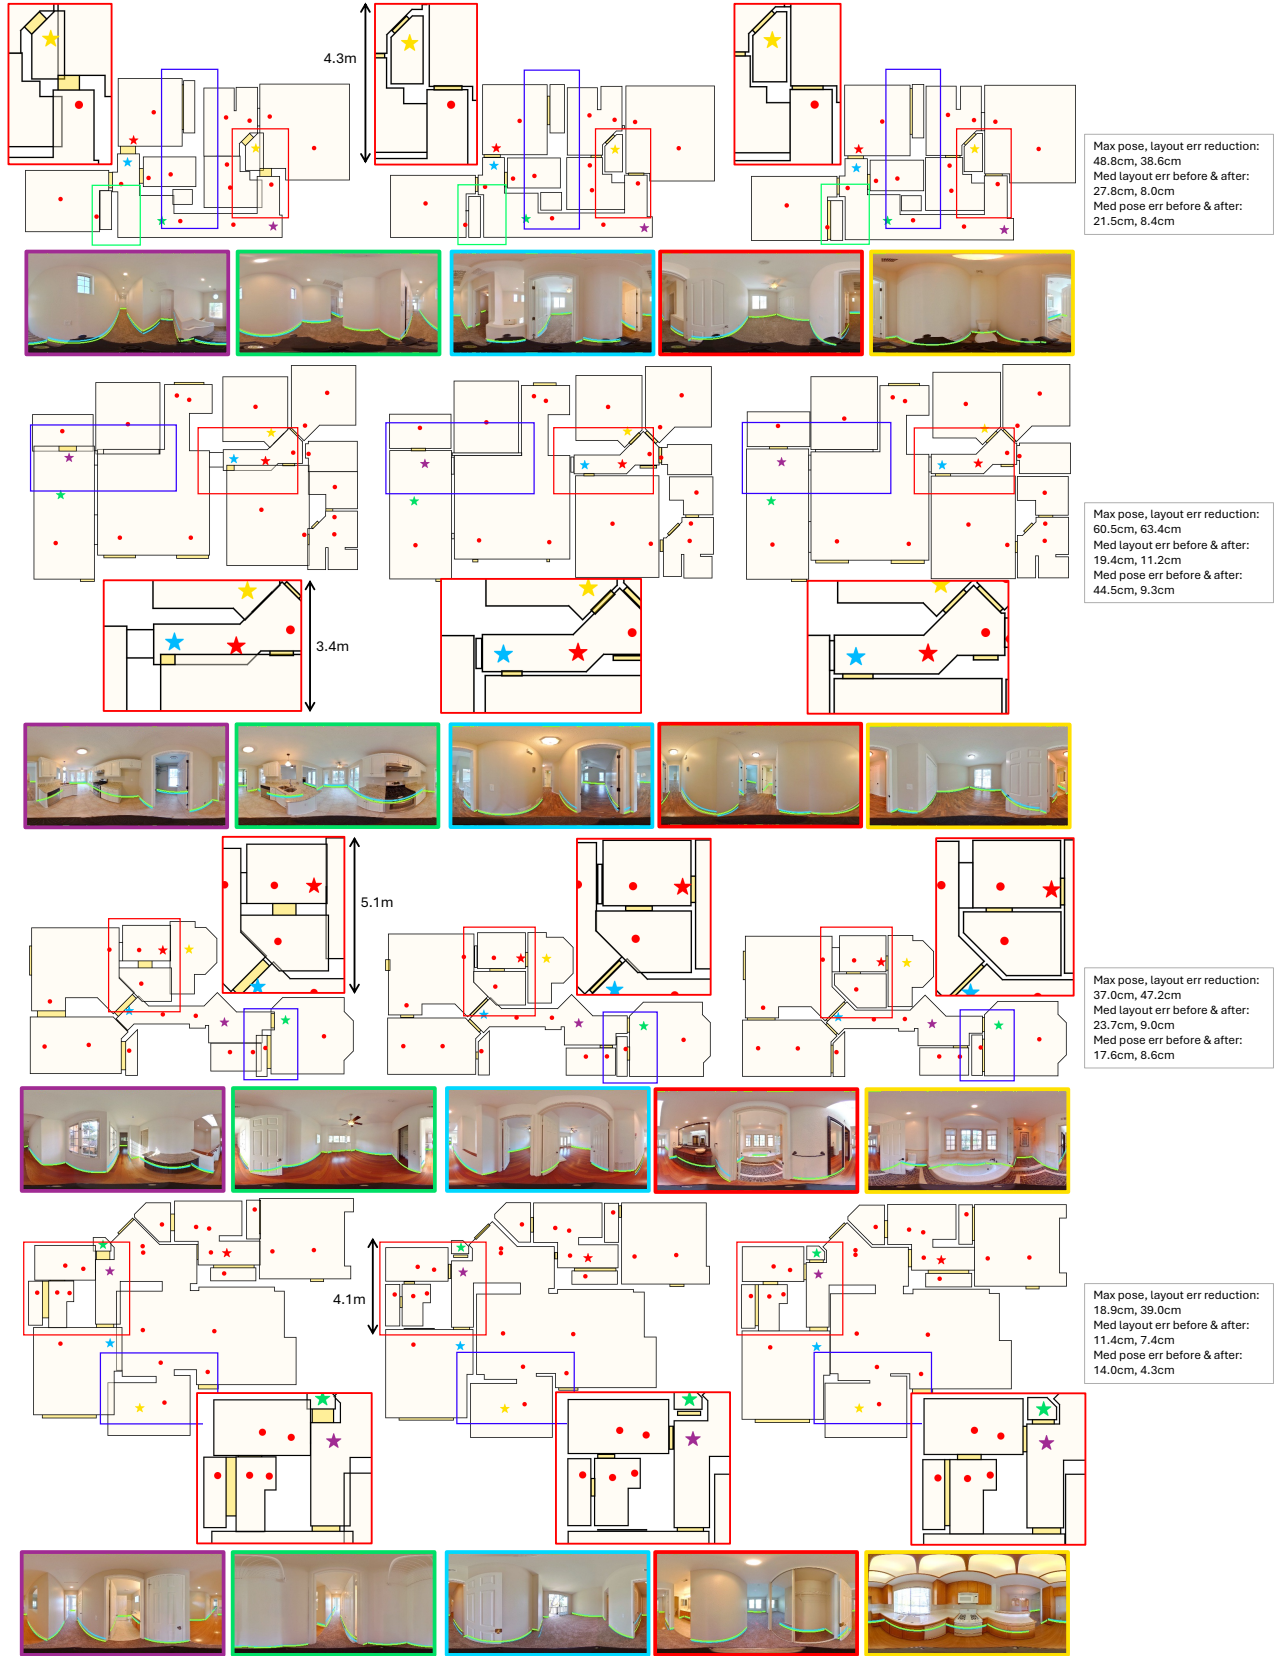 4.3m
Max pose, layout err reduction:
48.8cm, 38.6cm
Med layout err before & after:
27.8cm, 8.0cm
Med pose err before & after:
21.5cm, 8.4cm
Max pose, layout err reduction:
60.5cm, 63.4cm
Med layout err before & after:
19.4cm, 11.2cm
Med pose err before & after:
44.5cm, 9.3cm
3.4m
5.1m
Max pose, layout err reduction:
37.0cm, 47.2cm
Med layout err before & after:
23.7cm, 9.0cm
Med pose err before & after:
17.6cm, 8.6cm
4.1m
Max pose, layout err reduction:
18.9cm, 39.0cm
Med layout err before & after:
11.4cm, 7.4cm
Med pose err before & after:
14.0cm, 4.3cm